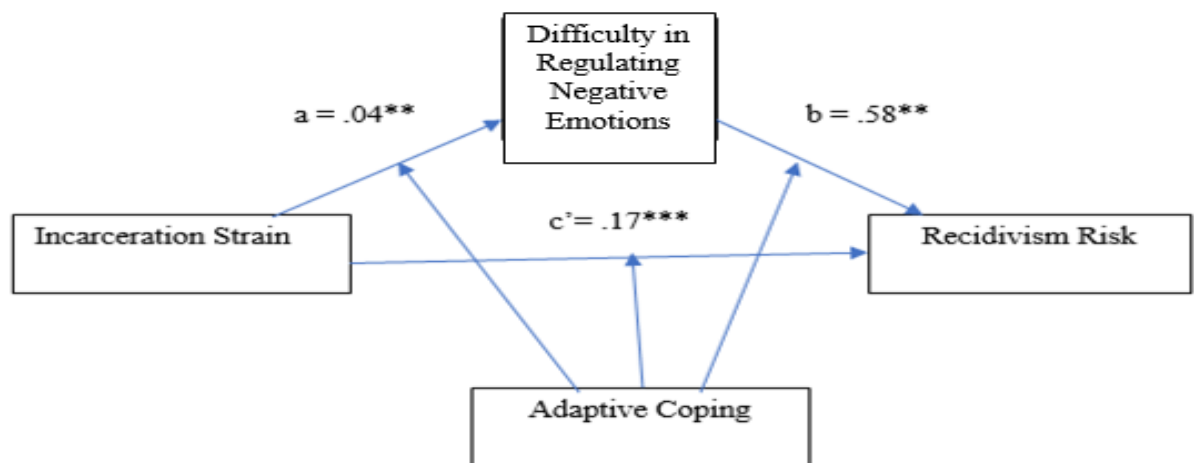 Difficulty in
Regulating
Negative
Emotions
a = .04**
b = .58**
Incarceration Strain
c’= .17***
Recidivism Risk
Adaptive Coping